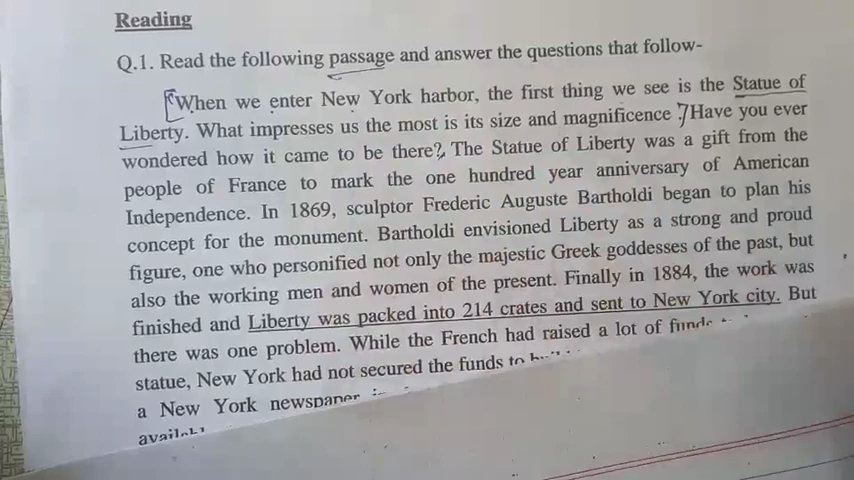 Reading
Q.1. Read the following passage and answer the questions that follow-
When we enter New York harbor, the first thing we see is the Statue of
Liberty. What impresses us the most is its size and magnificence. Have you ever
wondered how it came to be there? The Statue of Liberty was a gift from the
people of France to mark the one hundred year anniversary of American
Independence. In 1869, sculptor Frederic Auguste Bartholdi began to plan his
concept for the monument. Bartholdi envisioned Liberty as a strong and proud
figure, one who personified not only the majestic Greek goddesses of the past, but
also the working men and women of the present. Finally in 1884, the work was
finished and Liberty was packed into 214 crates and sent to New York city. But
there was one problem. While the French had raised a lot of funds
statue, New York had not secured the funds to
a New York newspaper